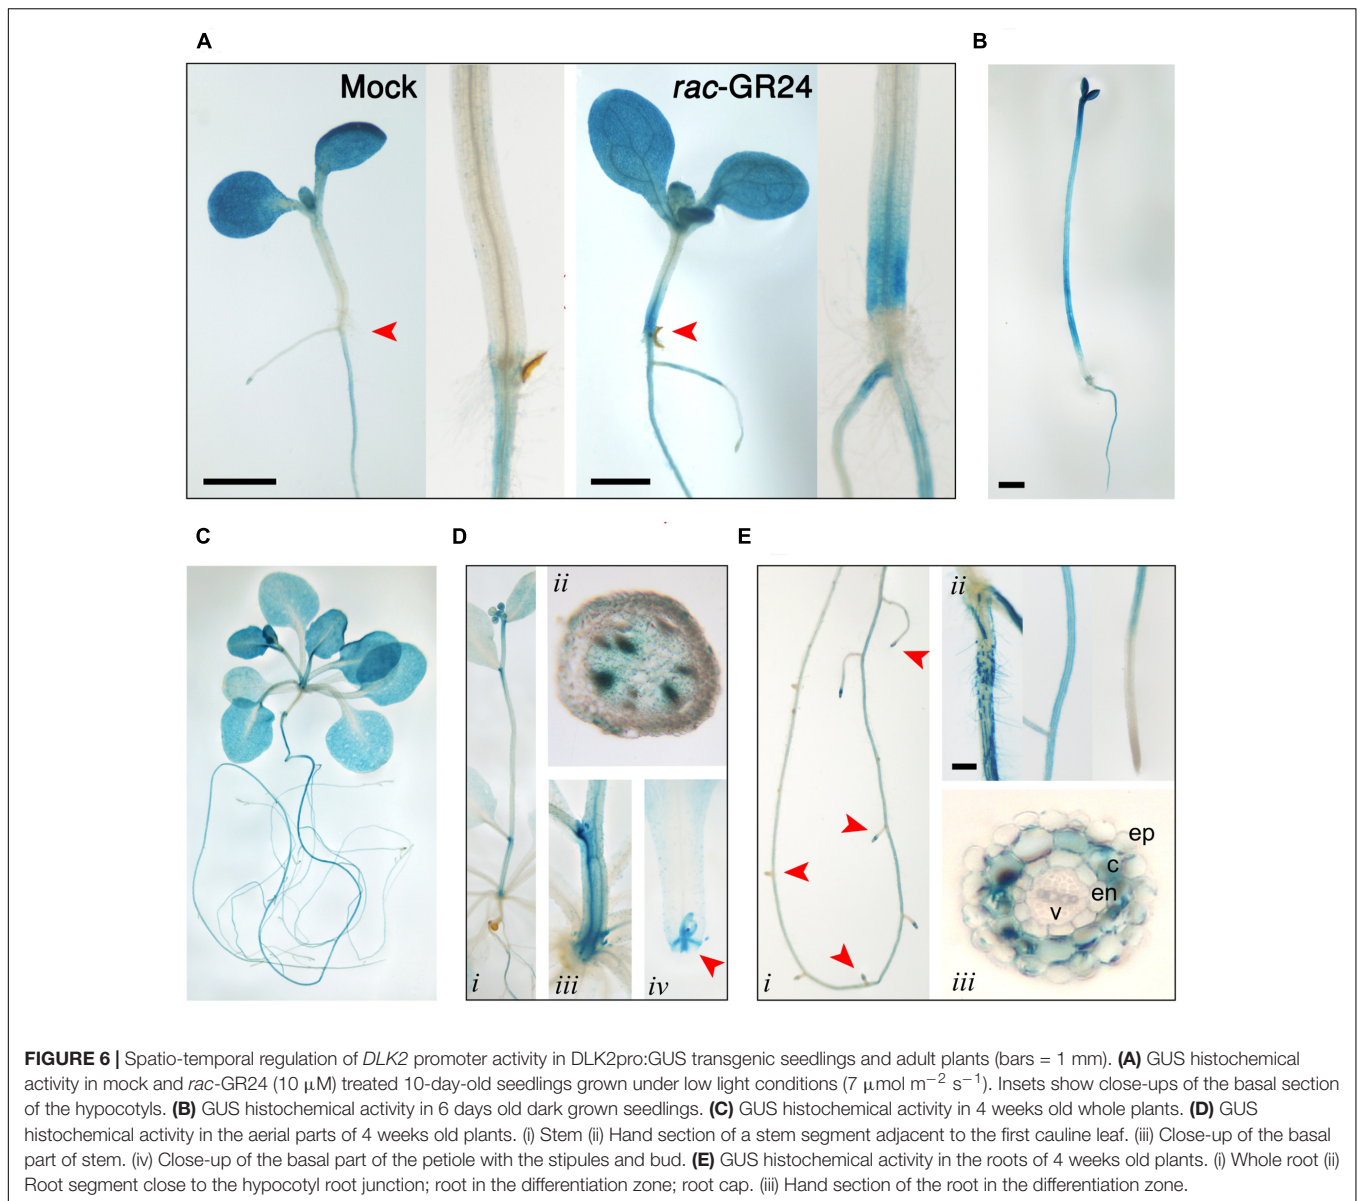 A
B
Mock
rac-GR24
C
D
E
ii
ii
ep
c
en
v
i
iii
iv
i
iii
FIGURE 6 | Spatio-temporal regulation of DLK2 promoter activity in DLK2pro:GUS transgenic seedlings and adult plants (bars = 1 mm). (A) GUS histochemical
activity in mock and rac-GR24 (10 μM) treated 10-day-old seedlings grown under low light conditions (7 μmol m−2 s−1). Insets show close-ups of the basal section
of the hypocotyls. (B) GUS histochemical activity in 6 days old dark grown seedlings. (C) GUS histochemical activity in 4 weeks old whole plants. (D) GUS
histochemical activity in the aerial parts of 4 weeks old plants. (i) Stem (ii) Hand section of a stem segment adjacent to the first cauline leaf. (iii) Close-up of the basal
part of stem. (iv) Close-up of the basal part of the petiole with the stipules and bud. (E) GUS histochemical activity in the roots of 4 weeks old plants. (i) Whole root (ii)
Root segment close to the hypocotyl root junction; root in the differentiation zone; root cap. (iii) Hand section of the root in the differentiation zone.